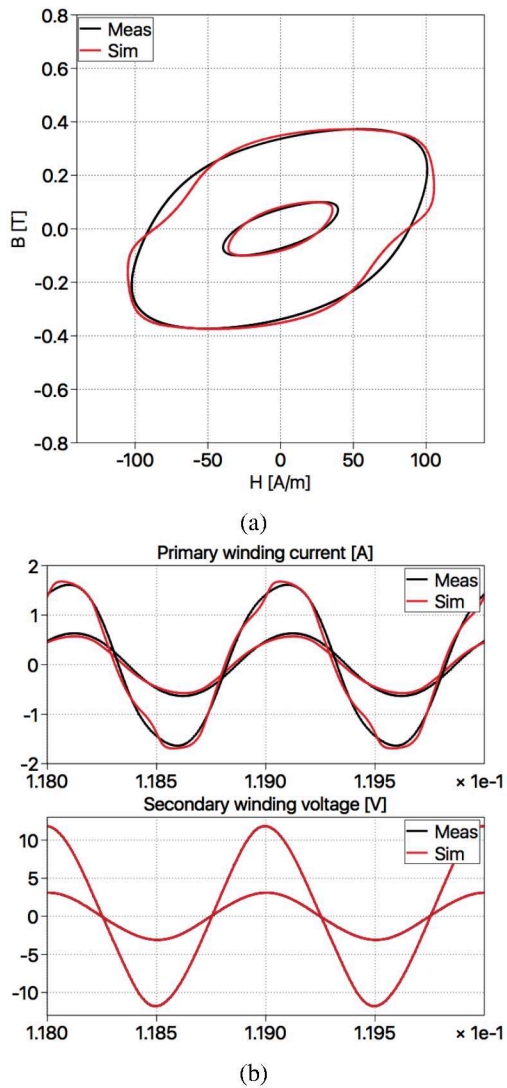 0.8
Meas
Sim
0.6
0.4
0.2
0.0
-0.2
-0.4
-0.6
-0.8
B [T]
-100 -50 0 50 100
H [A/m]
(a)
Primary winding current [A]
2
Meas
Sim
1
0
-1
-2
1.180 1.185 1.190 1.195 × 1e-1
Secondary winding voltage [V]
Meas
Sim
10
5
0
-5
-10
1.180 1.185 1.190 1.195 × 1e-1
(b)